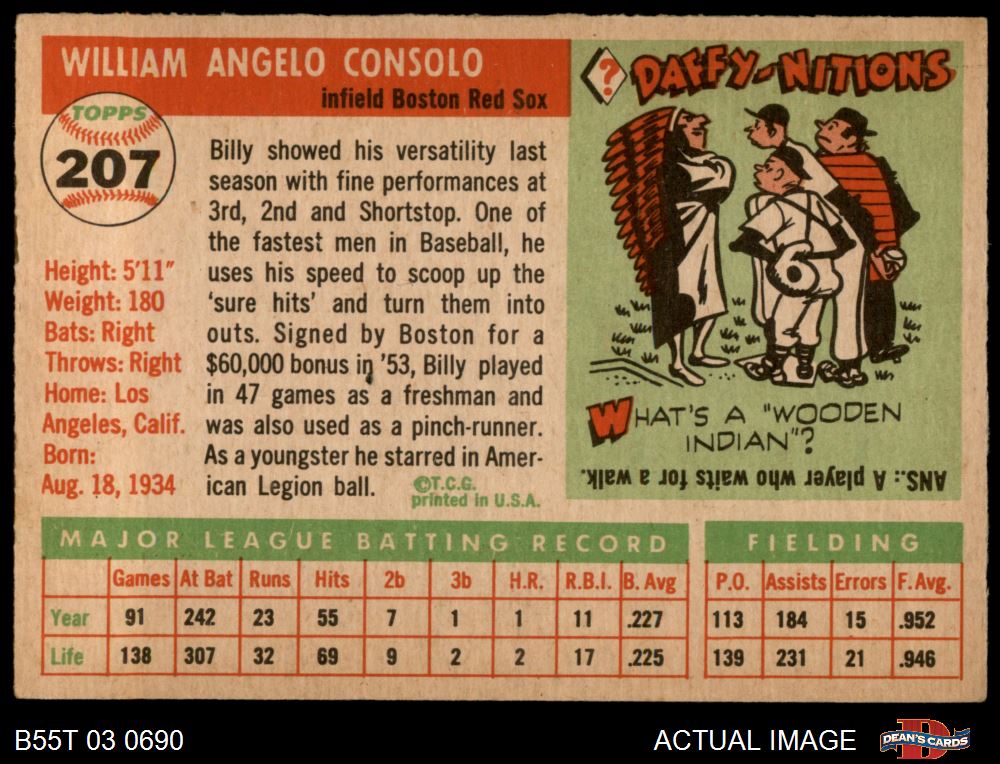 WILLIAM ANGELO CONSOLO
infield Boston Red Sox
TOPPS
207
Height: 5'11"
Weight: 180
Bats: Right
Throws: Right
Home: Los
Angeles, Calif.
Born:
Aug. 18, 1934
Billy showed his versatility last
season with fine performances at
3rd, 2nd and Shortstop. One of
the fastest men in Baseball, he
uses his speed to scoop up the
'sure hits' and turn them into
outs. Signed by Boston for a
$60,000 bonus in '53, Billy played
in 47 games as a freshman and
was also used as a pinch-runner.
As a youngster he starred in Amer-
ican Legion ball.
©T.C.G.
printed in U.S.A.
? DAFFY-NITIONS
WHAT'S A "WOODEN
INDIAN"?
ANS.: A player who waits for a walk.
MAJOR LEAGUE BATTING RECORD
Games At Bat Runs Hits 2b 3b H.R. R.B.I. B. Avg
Year 91 242 23 55 7 1 1 11 .227
Life 138 307 32 69 9 2 2 17 .225
FIELDING
P.O. Assists Errors F. Avg.
113 184 15 .952
139 231 21 .946
B55T 03 0690
ACTUAL IMAGE
D
DEAN'S CARDS